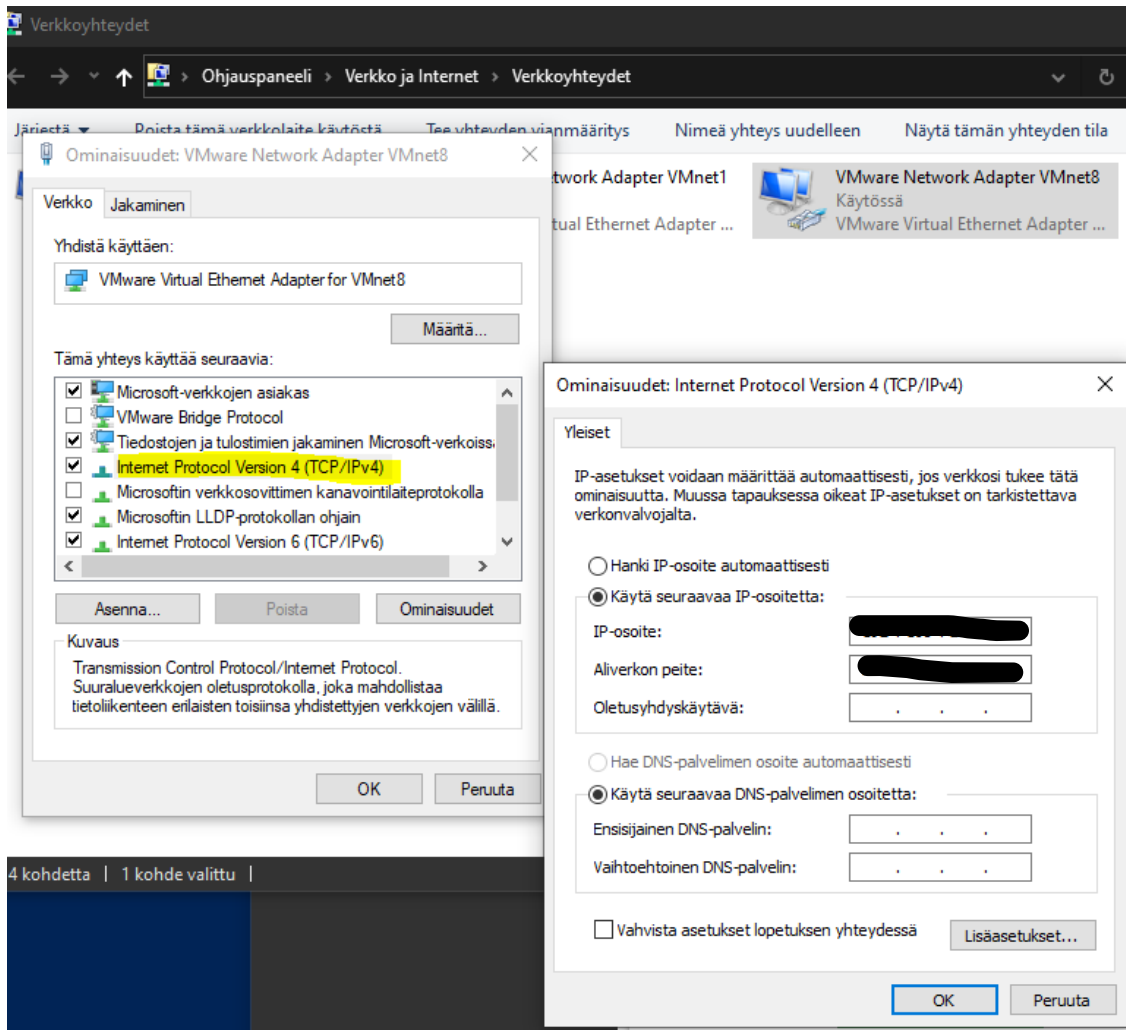 Verkkoyhteydet
Ohjauspaneeli › Verkko ja Internet › Verkkoyhteydet
Järjestä Poista tämä verkkolaite käytöstä Tee yhteyden vianmääritys Nimeä yhteys uudelleen Näytä tämän yhteyden tila
twork Adapter VMnet1
tual Ethernet Adapter ...
VMware Network Adapter VMnet8
Käytössä
VMware Virtual Ethernet Adapter ...
Ominaisuudet: VMware Network Adapter VMnet8
Verkko Jakaminen
Yhdistä käyttäen:
VMware Virtual Ethernet Adapter for VMnet8
Määritä...
Tämä yhteys käyttää seuraavia:
Microsoft-verkkojen asiakas
VMware Bridge Protocol
Tiedostojen ja tulostimien jakaminen Microsoft-verkoiss
Internet Protocol Version 4 (TCP/IPv4)
Microsoftin verkkosovittimen kanavointilaiteprotokolla
Microsoftin LLDP-protokollan ohjain
Internet Protocol Version 6 (TCP/IPv6)
Asenna... Poista Ominaisuudet
Kuvaus
Transmission Control Protocol/Internet Protocol.
Suuralueverkkojen oletusprotokolla, joka mahdollistaa
tietoliikenteen erilaisten toisiinsa yhdistettyjen verkkojen välillä.
OK Peruuta
4 kohdetta | 1 kohde valittu |
Ominaisuudet: Internet Protocol Version 4 (TCP/IPv4)
Yleiset
IP-asetukset voidaan määrittää automaattisesti, jos verkkosi tukee tätä
ominaisuutta. Muussa tapauksessa oikeat IP-asetukset on tarkistettava
verkonvalvojalta.
Hanki IP-osoite automaattisesti
Käytä seuraavaa IP-osoitetta:
IP-osoite:
Aliverkon peite:
Oletusyhdyskäytävä: . . .
Hae DNS-palvelimen osoite automaattisesti
Käytä seuraavaa DNS-palvelimen osoitetta:
Ensisijainen DNS-palvelin: . . .
Vaihtoehtoinen DNS-palvelin: . . .
Vahvista asetukset lopetuksen yhteydessä
Lisäasetukset...
OK Peruuta